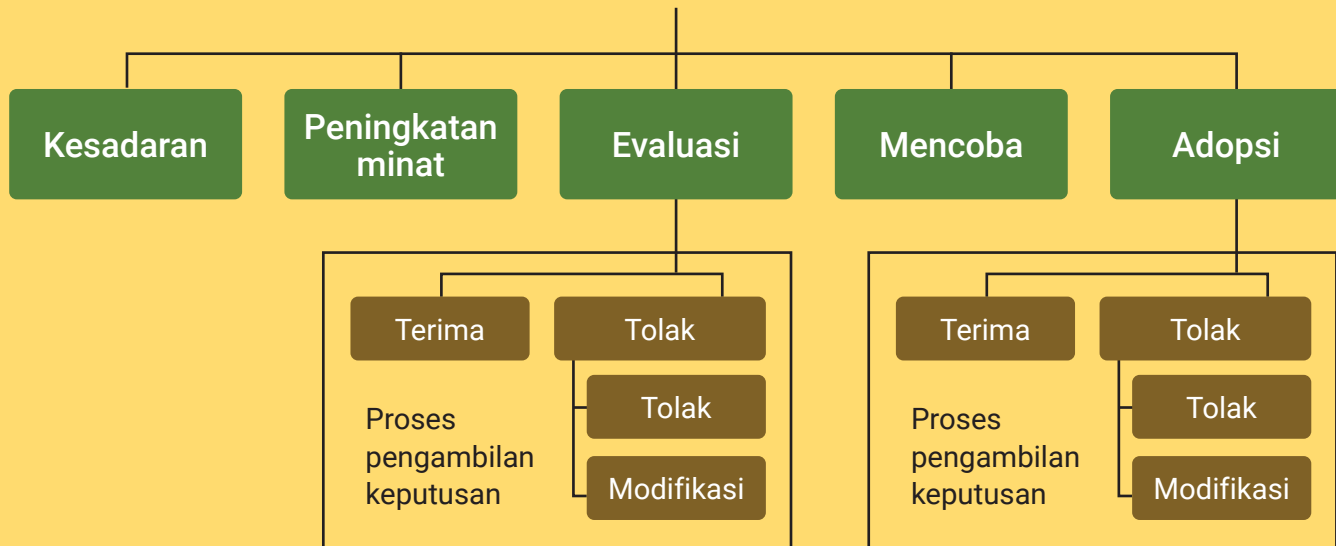 Kesadaran
Peningkatan
minat
Evaluasi
Mencoba
Adopsi
Terima
Tolak
Tolak
Modifikasi
Proses
pengambilan
keputusan
Terima
Tolak
Tolak
Modifikasi
Proses
pengambilan
keputusan